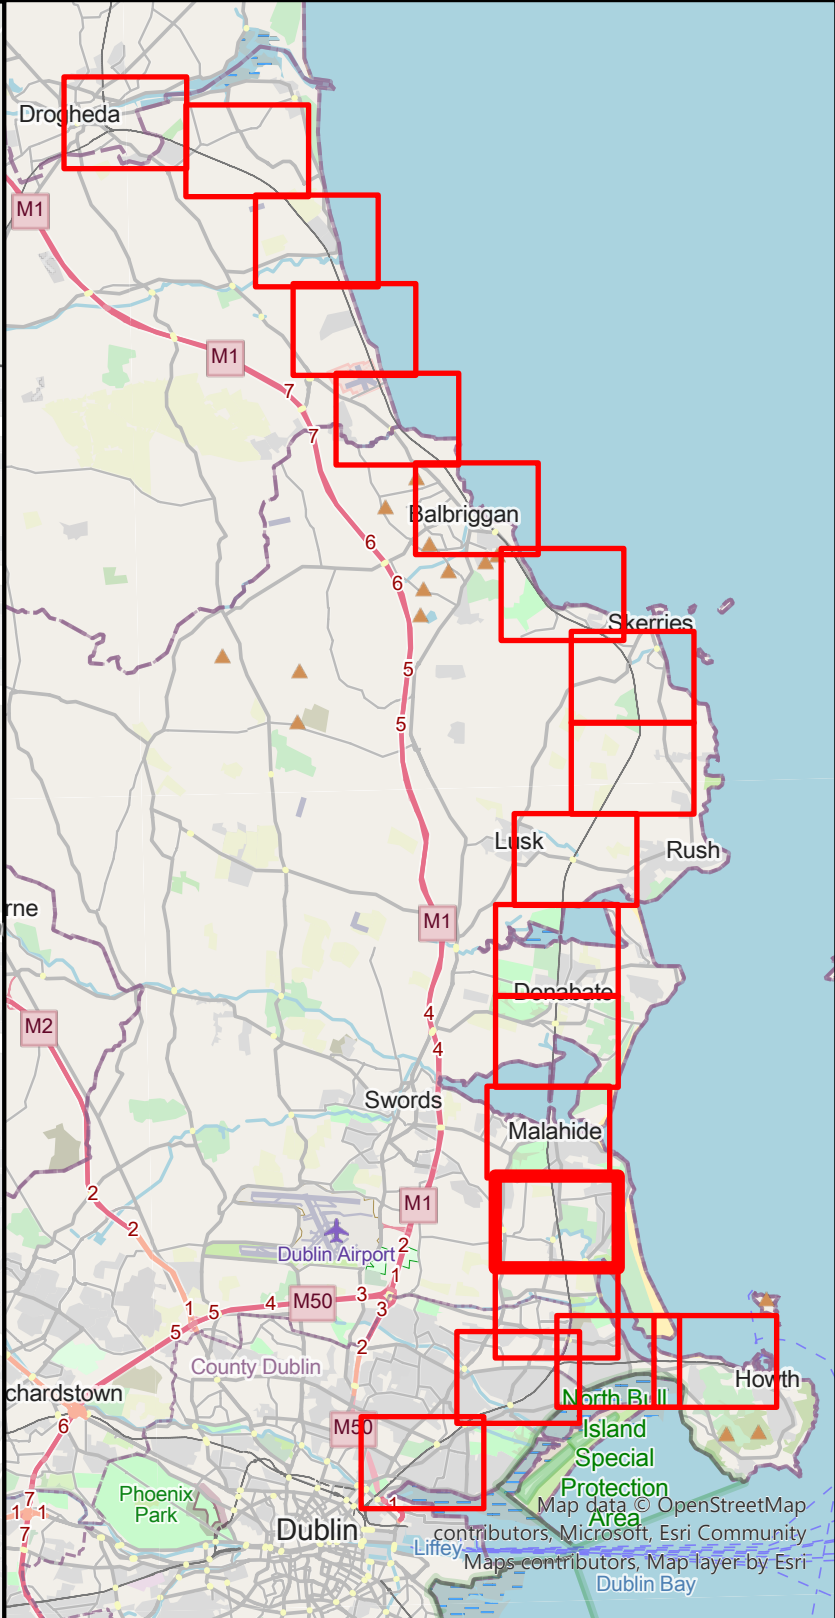 Drogheda
M1
M1
7
7
Balbriggan
6
6
Skerries
5
5
Lusk
Rush
rne
M1
Donabate
M2
4
4
Swords
Malahide
2
M1
2
Dublin Airport
2
1
M50
3
4
5
1
3
5
2
County Dublin
Howth
chardstown
North Bull
Island
Special
Protection
Area
6
M50
7
Phoenix
Park
1
1
1
7
Dublin
Liffey
Map data © OpenStreetMap
contributors, Microsoft, Esri Community
Maps contributors, Map layer by Esri
Dublin Bay